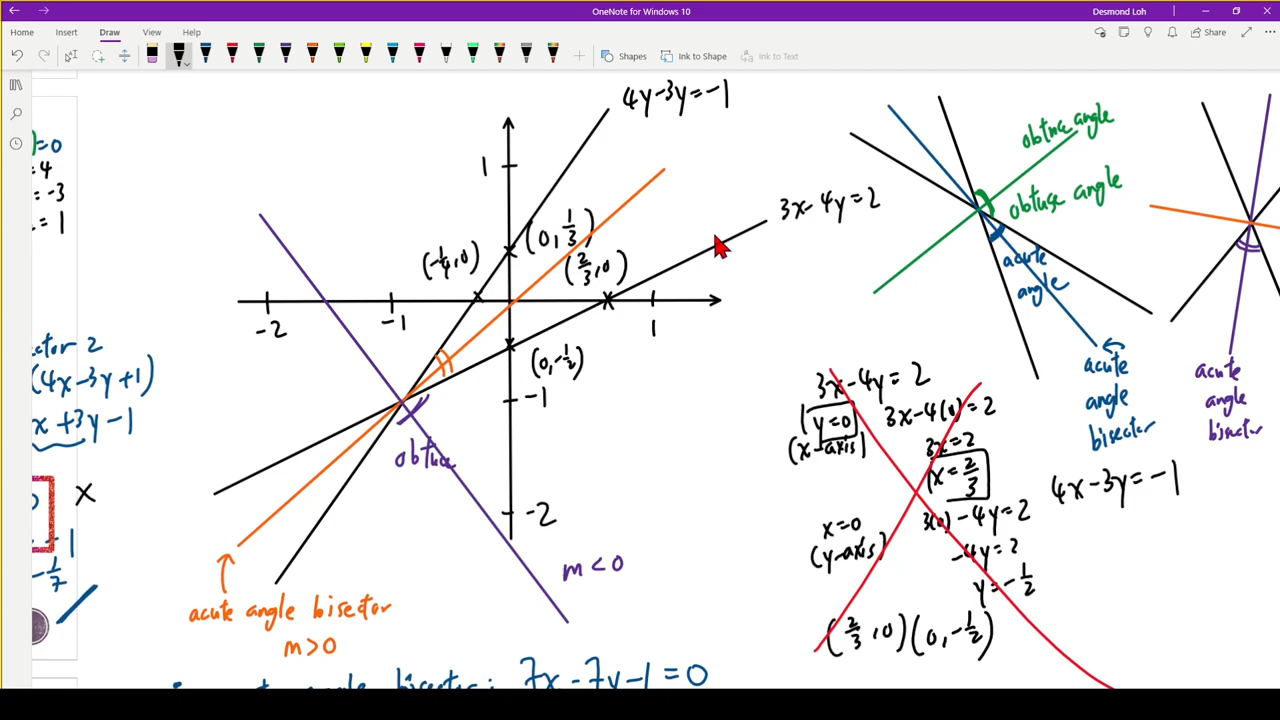 OneNote for Windows 10
Desmond Loh
Home Insert Draw View Help
Share
Shapes
Ink to Shape
Ink to Text
)=0
= 4
= -3
= 1
ctor 2
(4x-3y+1)
x+3y-1
x
-1/7
4y-3y=-1
3x-4y=2
1
(0, 1/3)
(-1/4, 0)
(2/3, 0)
-2
-1
1
(0, -1/2)
-1
obtuse
-2
m<0
acute angle bisector
m>0
angle bisector: 7x-7y-1=0
obtuse angle
obtuse angle
acute
angle
acute
angle
bisector
acute
angle
bisector
3x-4y=2
y=0
(x-axis)
3x-4(0)=2
3x=2
x=2/3
x=0
(y-axis)
3(0)-4y=2
-4y=2
y=-1/2
(2/3, 0) (0, -1/2)
4x-3y=-1